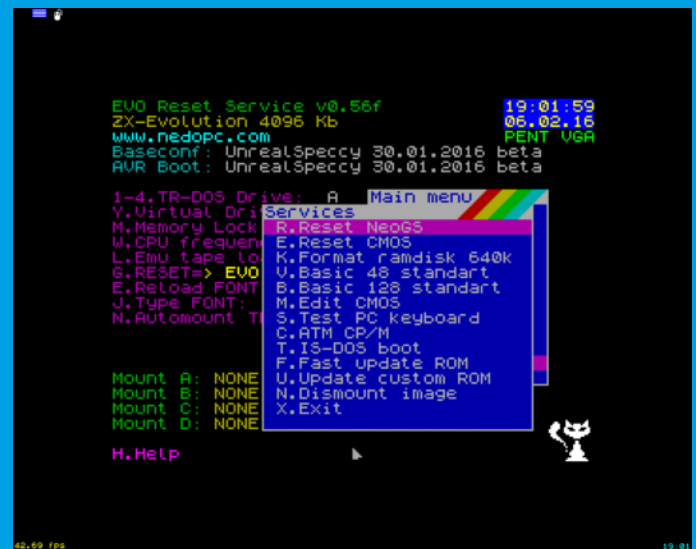 EVO Reset Service v0.56f
19:01:59
ZX-Evolution 4096 Kb
06.02.16
www.nedopc.com
PENT VGA
Baseconf: UnrealSpeccy 30.01.2016 beta
AVR Boot: UnrealSpeccy 30.01.2016 beta
1-4.TR-DOS Drive: A
Main menu
Y.Virtual Dri
Services
M.Memory Lock
R.Reset NeoGS
W.CPU frequen
E.Reset CMOS
L.Emu tape lo
K.Format ramdisk 640k
G.RESET=> EVO
V.Basic 48 standart
E.Reload FONT
B.Basic 128 standart
J.Type FONT:
M.Edit CMOS
N.Automount T
S.Test PC keyboard
C.ATM CP/M
T.IS-DOS boot
F.Fast update ROM
Mount A: NONE
U.Update custom ROM
Mount B: NONE
N.Dismount image
Mount C: NONE
X.Exit
Mount D: NONE
H.Help
42.69 fps
19:01